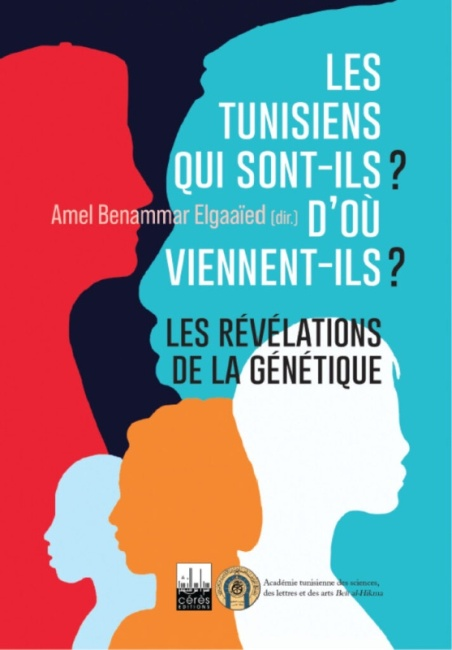 LES
TUNISIENS
QUI SONT-ILS ?
Amel Benammar Elgaaïed (dir.)
D'OÙ
VIENNENT-ILS ?
LES RÉVÉLATIONS
DE LA GÉNÉTIQUE
cérès
EDITIONS
Académie tunisienne des sciences,
des lettres et des arts Beït al-Hikma